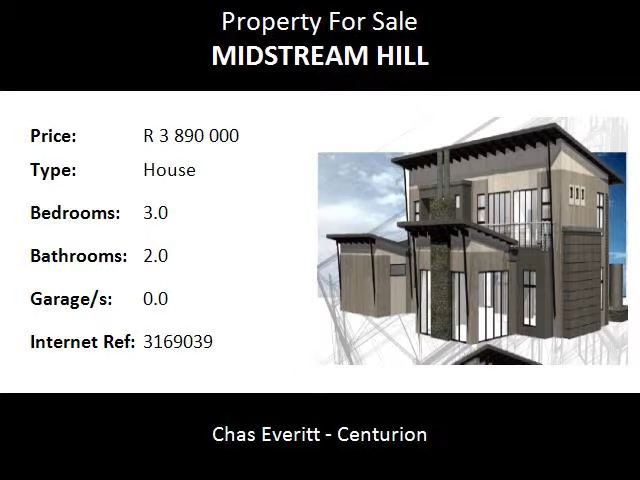 Property For Sale
MIDSTREAM HILL
Price: R 3 890 000
Type: House
Bedrooms: 3.0
Bathrooms: 2.0
Garage/s: 0.0
Internet Ref: 3169039
Chas Everitt - Centurion